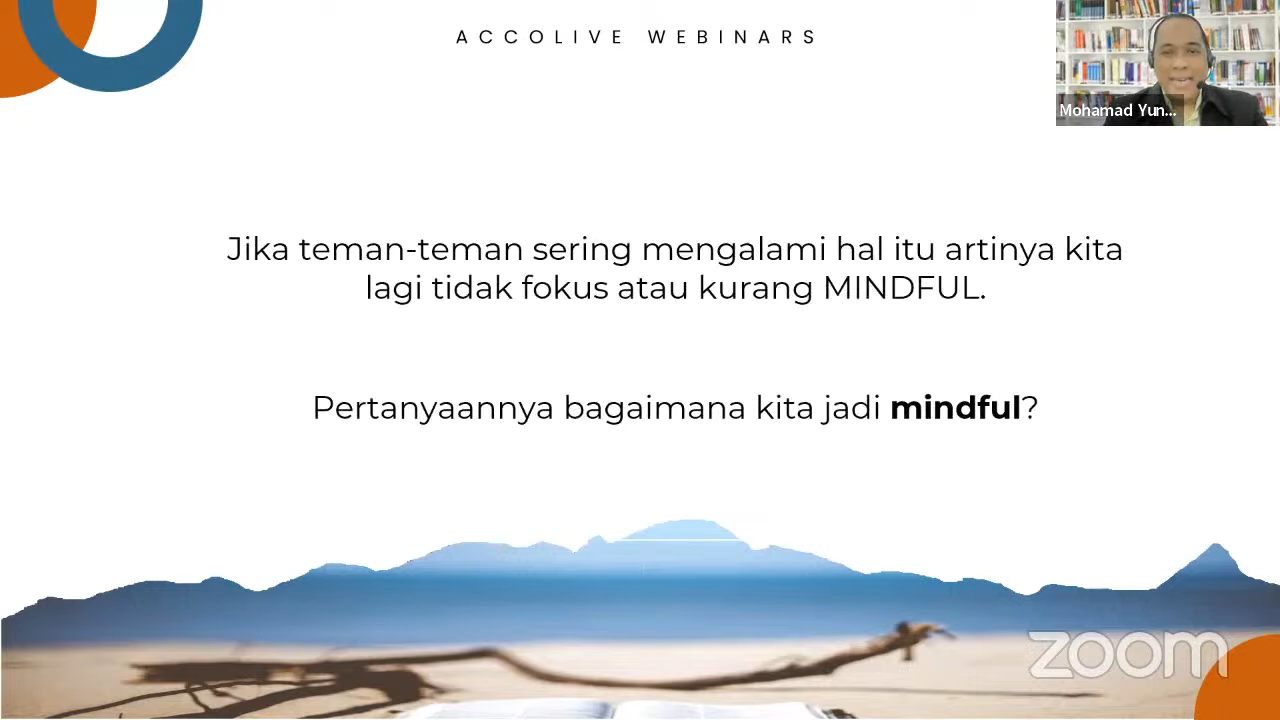 ACCOLIVE WEBINARS
Mohamad Yun...
Jika teman-teman sering mengalami hal itu artinya kita
lagi tidak fokus atau kurang MINDFUL.
Pertanyaannya bagaimana kita jadi mindful?
zoom